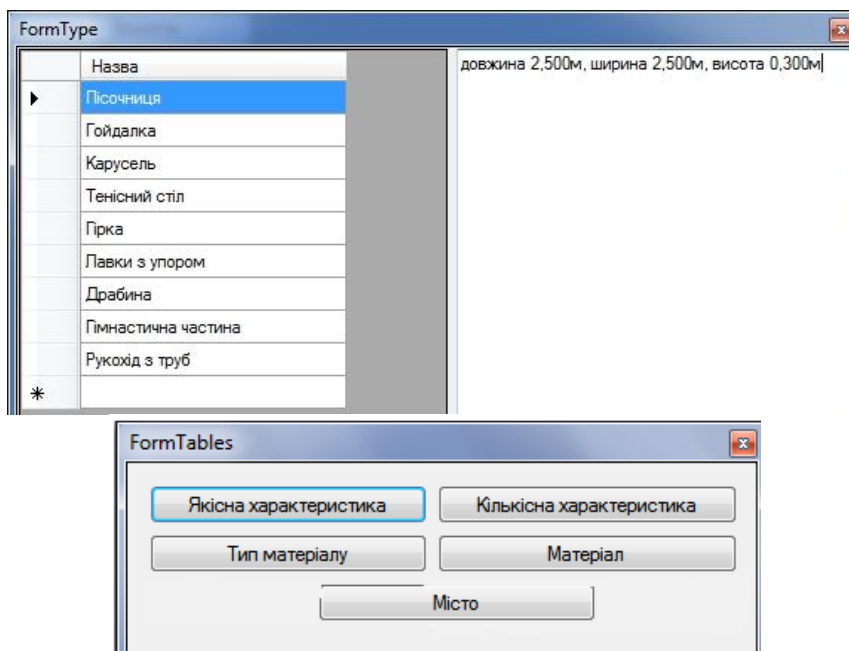 FormType
Назва
довжина 2,500м, ширина 2,500м, висота 0,300м
Пісочниця
Гойдалка
Карусель
Тенісний стіл
Гірка
Лавки з упором
Драбина
Гімнастична частина
Рукохід з труб
FormTables
Якісна характеристика
Кількісна характеристика
Тип матеріалу
Матеріал
Місто